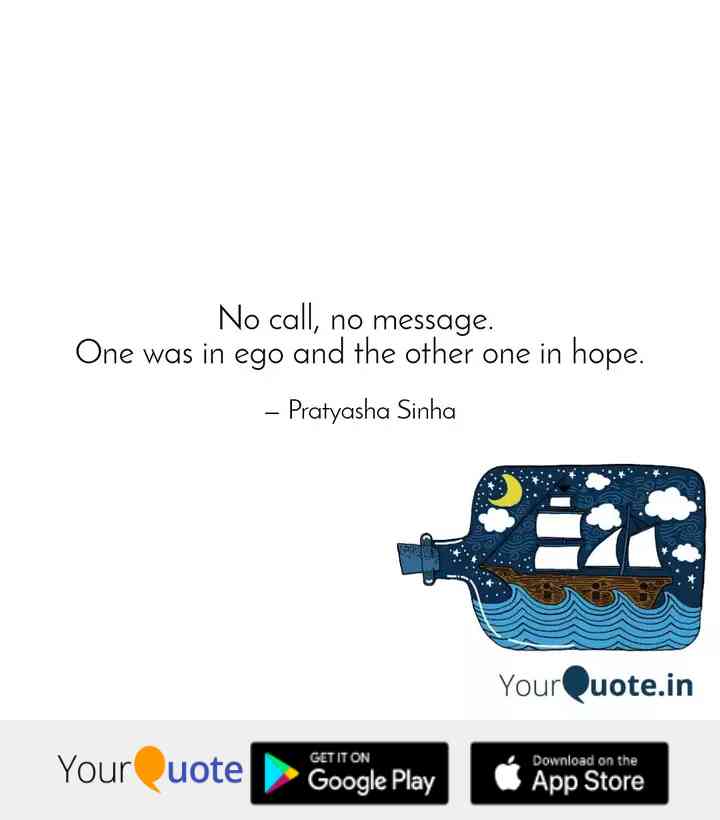 No call, no message.
One was in ego and the other one in hope.
– Pratyasha Sinha
YourQuote.in
YourQuote
GET IT ON
Google Play
Download on the
App Store